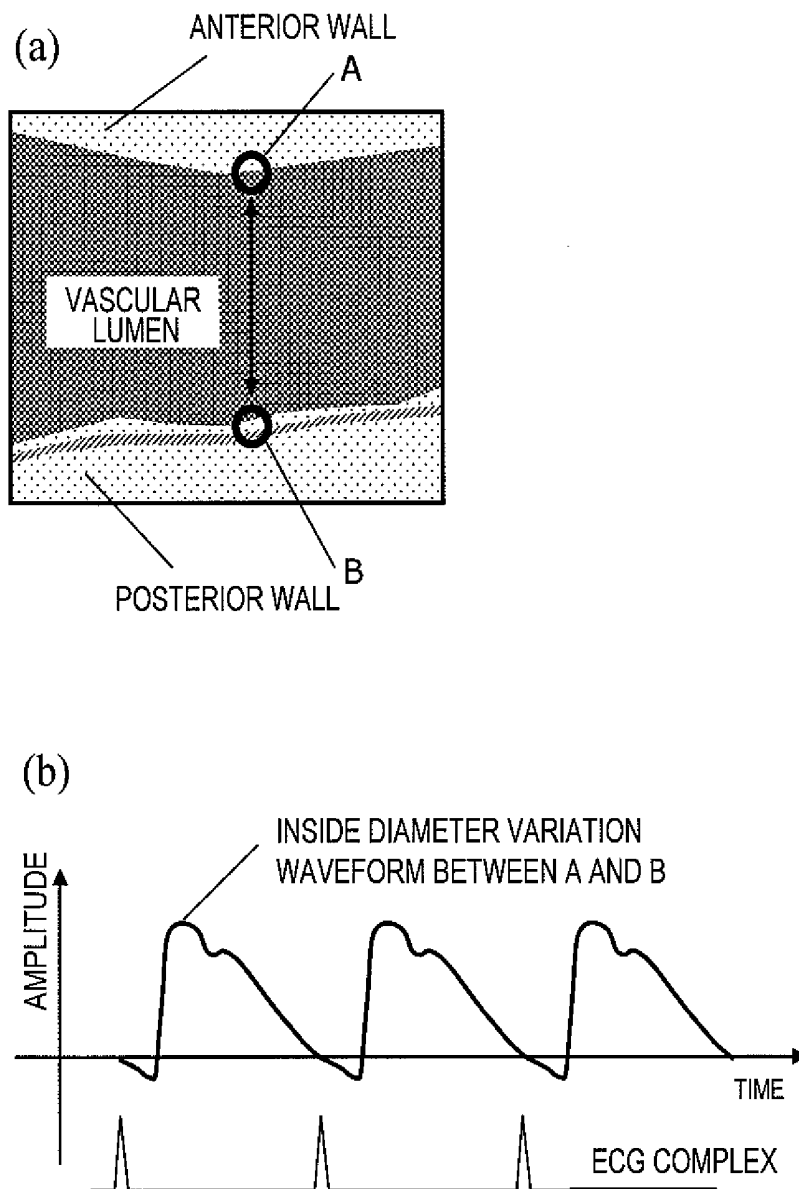 (a)
ANTERIOR WALL
A
VASCULAR
LUMEN
B
POSTERIOR WALL
(b)
INSIDE DIAMETER VARIATION
WAVEFORM BETWEEN A AND B
AMPLITUDE
TIME
ECG COMPLEX